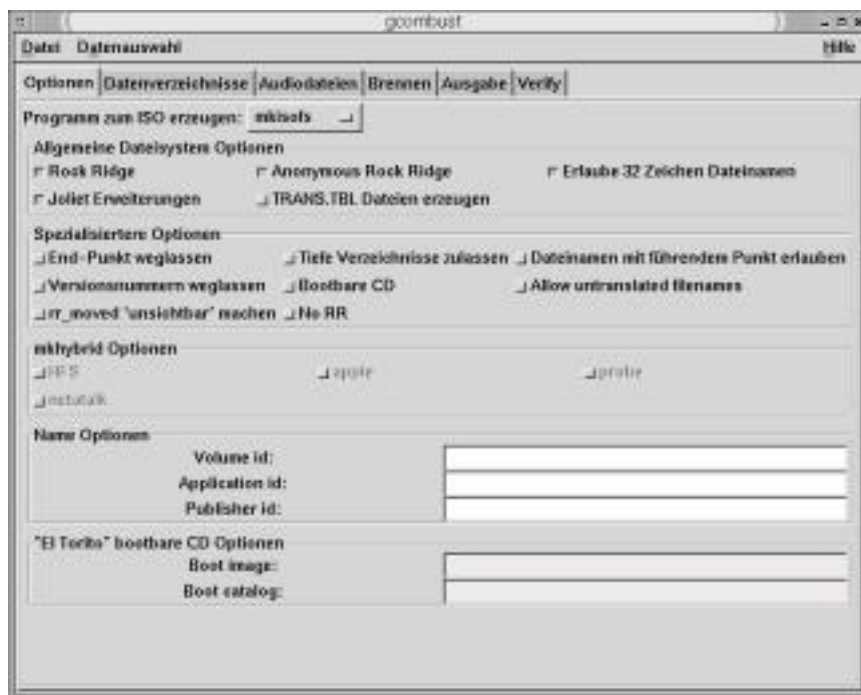 gcombust
Datei Datenauswahl Hilfe
Optionen Datenverzeichnisse Audiodateien Brennen Ausgabe Verify
Programm zum ISO erzeugen: mkisofs
Allgemeine Dateisystem Optionen
Rock Ridge Anonymous Rock Ridge Erlaube 32 Zeichen Dateinamen
Joliet Erweiterungen TRANS.TBL Dateien erzeugen
Spezialisiertere Optionen
End-Punkt weglassen Tiefe Verzeichnisse zulassen Dateinamen mit führendem Punkt erlauben
Versionsnummern weglassen Bootbare CD Allow untranslated filenames
rr_moved 'unsichtbar' machen No RR
mkhybrid Optionen
HFS apple probe
netatalk
Name Optionen
Volume id:
Application id:
Publisher id:
"El Torito" bootbare CD Optionen
Boot image:
Boot catalog: